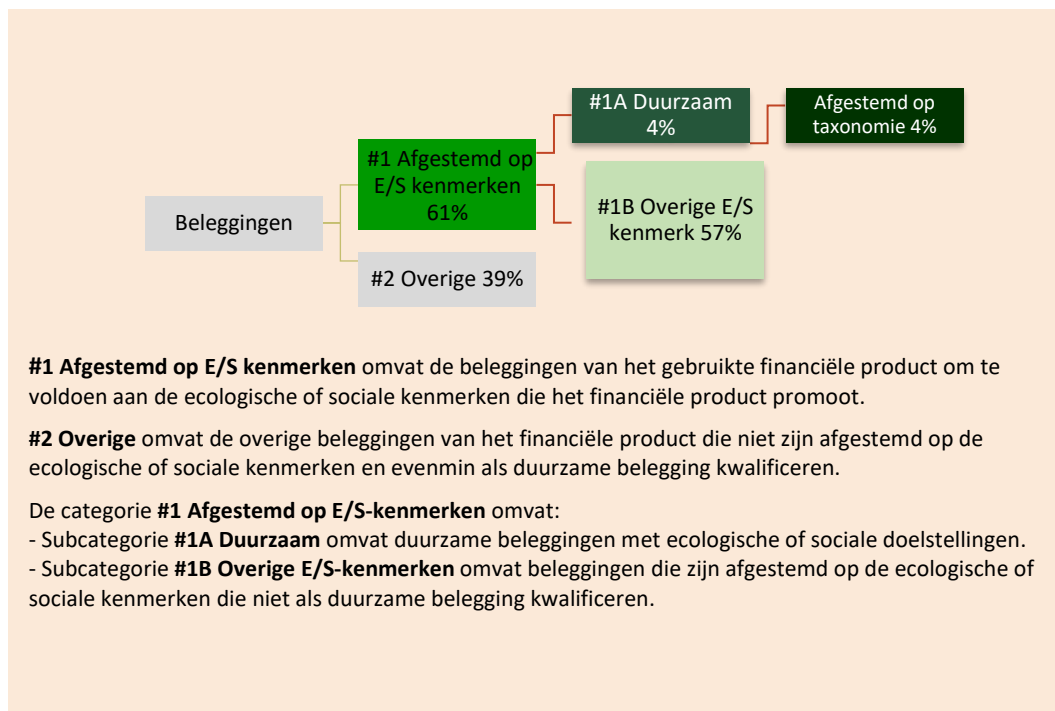 #1A Duurzaam
4%
Afgestemd op
taxonomie 4%
#1 Afgestemd op
E/S kenmerken
61%
#1B Overige E/S
kenmerk 57%
Beleggingen
#2 Overige 39%
#1 Afgestemd op E/S kenmerken omvat de beleggingen van het gebruikte financiële product om te
voldoen aan de ecologische of sociale kenmerken die het financiële product promoot.
#2 Overige omvat de overige beleggingen van het financiële product die niet zijn afgestemd op de
ecologische of sociale kenmerken en evenmin als duurzame belegging kwalificeren.
De categorie #1 Afgestemd op E/S-kenmerken omvat:
- Subcategorie #1A Duurzaam omvat duurzame beleggingen met ecologische of sociale doelstellingen.
- Subcategorie #1B Overige E/S-kenmerken omvat beleggingen die zijn afgestemd op de ecologische of
sociale kenmerken die niet als duurzame belegging kwalificeren.